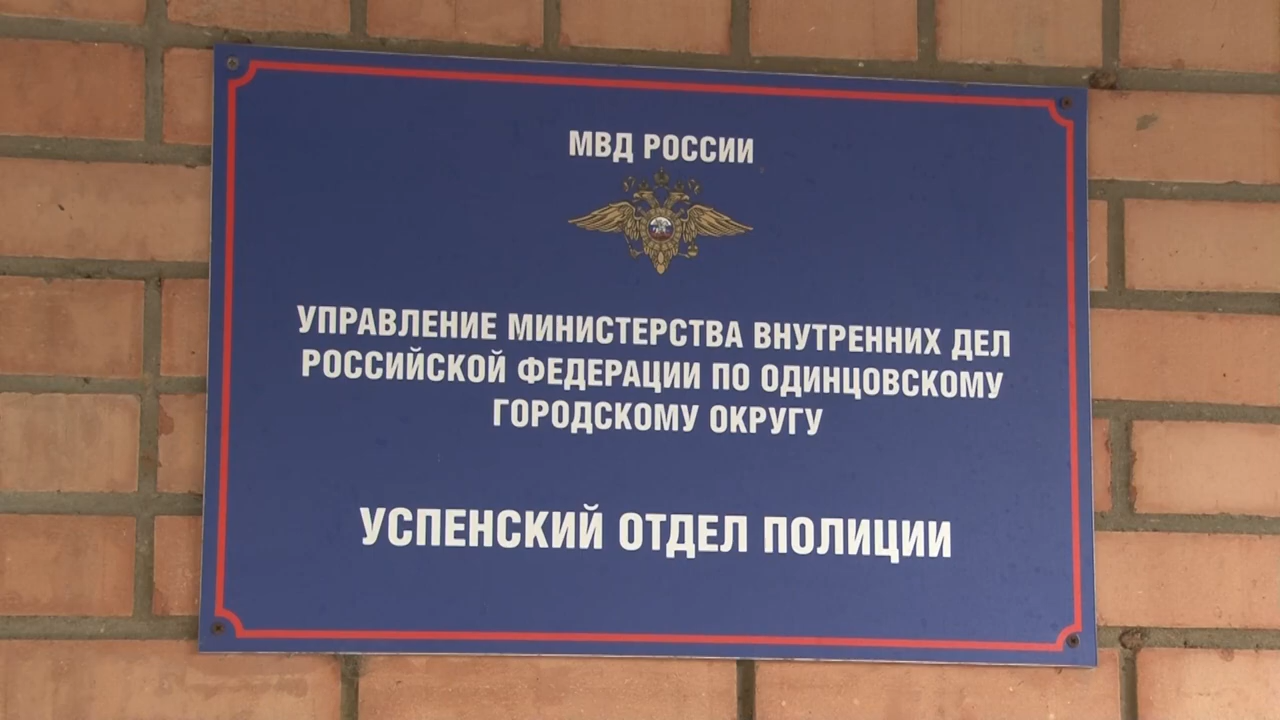 МВД РОССИИ
УПРАВЛЕНИЕ МИНИСТЕРСТВА ВНУТРЕННИХ ДЕЛ
РОССИЙСКОЙ ФЕДЕРАЦИИ ПО ОДИНЦОВСКОМУ
ГОРОДСКОМУ ОКРУГУ
УСПЕНСКИЙ ОТДЕЛ ПОЛИЦИИ